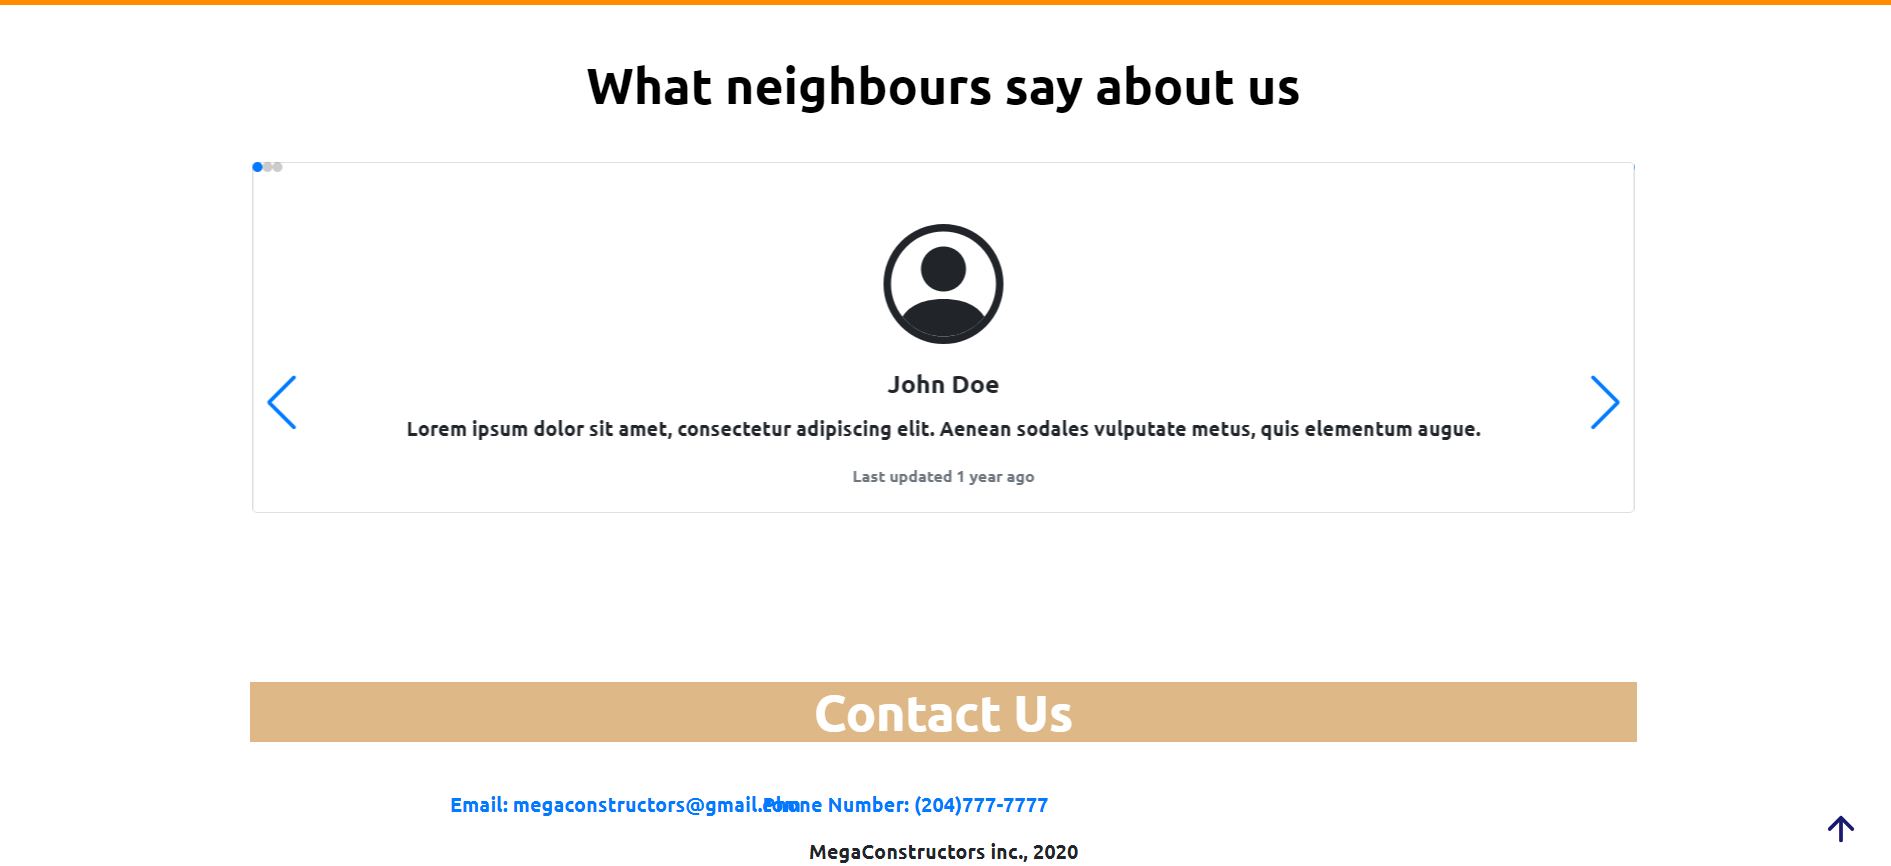 What neighbours say about us
John Doe
Lorem ipsum dolor sit amet, consectetur adipiscing elit. Aenean sodales vulputate metus, quis elementum augue.
Last updated 1 year ago
Contact Us
Email: megaconstructors@gmail.com Phone Number: (204)777-7777
MegaConstructors inc., 2020